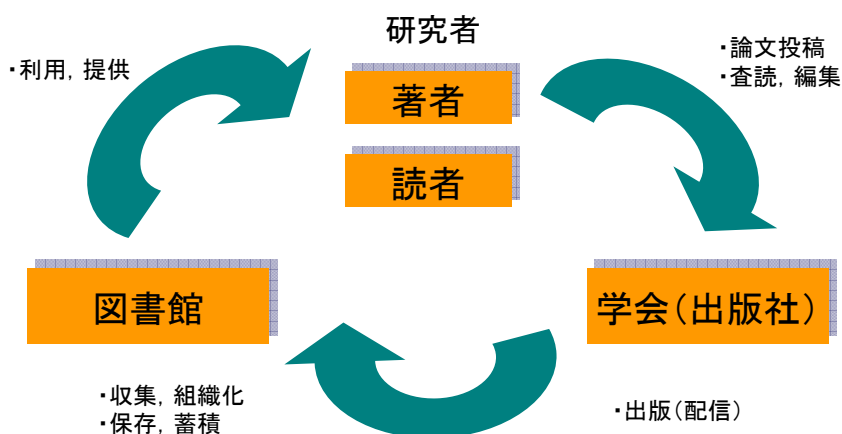 研究者
・論文投稿
・査読, 編集
・利用, 提供
著者
読者
図書館
学会(出版社)
・収集, 組織化
・保存, 蓄積
・出版(配信)